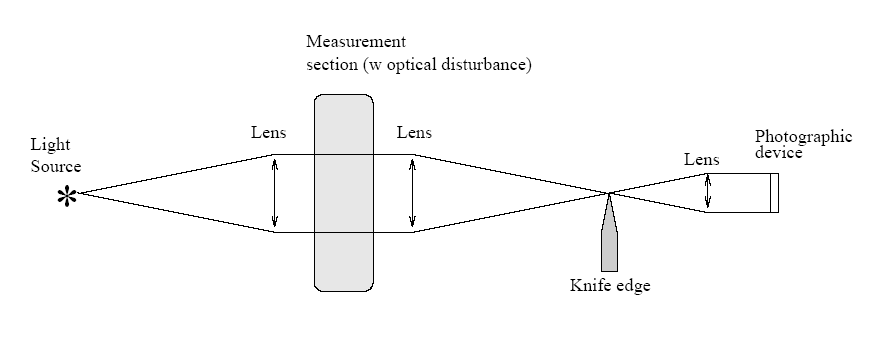 Measurement
section (w optical disturbance)
Light
Source
Lens
Lens
Lens
Photographic
device
Knife edge